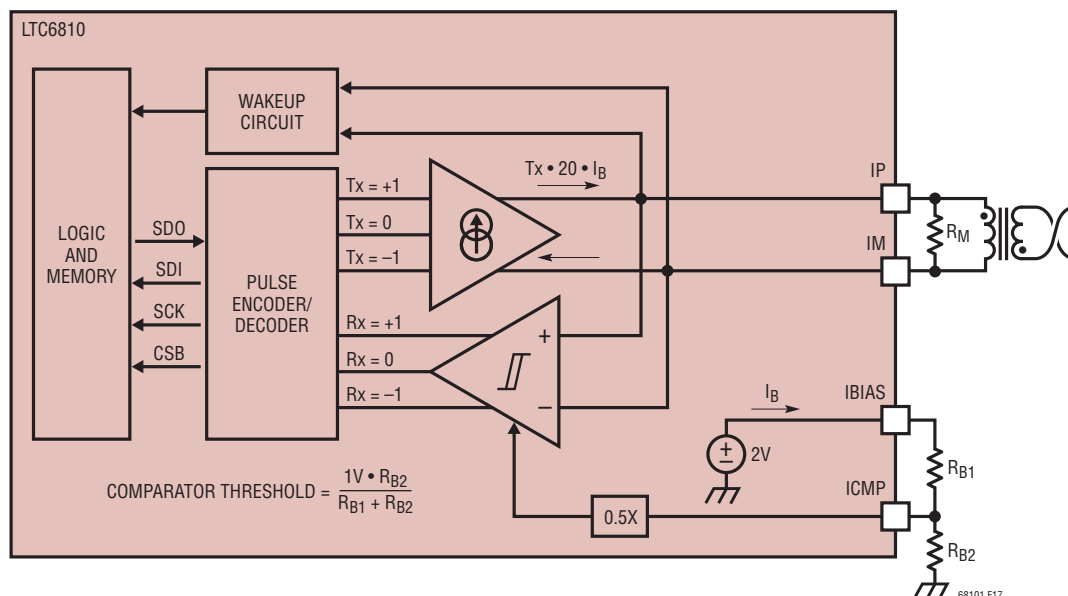 LTC6810
LOGIC
AND
MEMORY
WAKEUP
CIRCUIT
SDO
SDI
SCK
CSB
PULSE
ENCODER/
DECODER
Tx = +1
Tx = 0
Tx = –1
Rx = +1
Rx = 0
Rx = –1
Tx • 20 • IB
+
–
IP
IM
RM
IB
IBIAS
+
–
2V
ICMP
RB1
RB2
0.5X
COMPARATOR THRESHOLD = 1V • RB2
RB1 + RB2
68101 F17